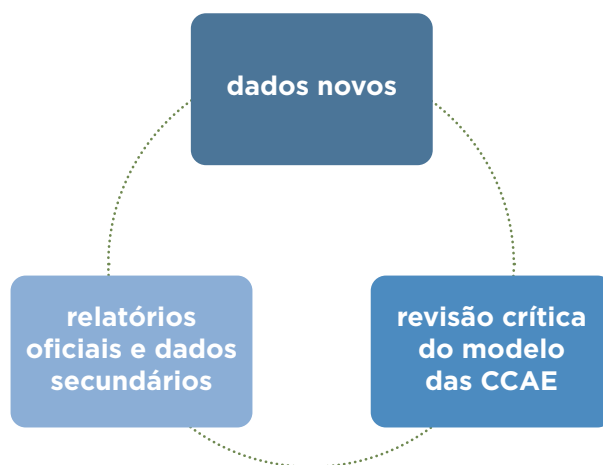 dados novos
relatórios
oficiais e dados
secundários
revisão crítica
do modelo
das CCAE